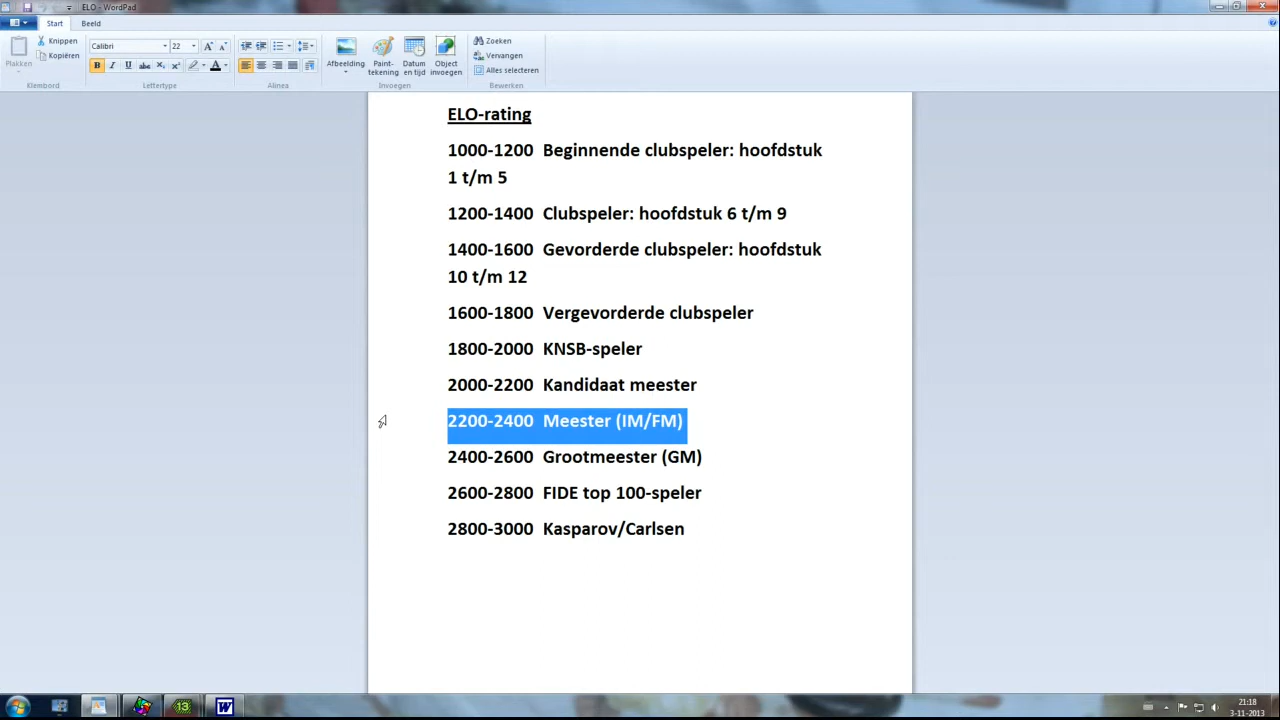 ELO - WordPad
Start Beeld
Plakken
Knippen
Kopiëren
Klembord
Calibri 22
Lettertype
Alinea
Afbeelding
Paint-
tekening
Datum
en tijd
Object
invoegen
Invoegen
Zoeken
Vervangen
Alles selecteren
Bewerken
ELO-rating
1000-1200 Beginnende clubspeler: hoofdstuk
1 t/m 5
1200-1400 Clubspeler: hoofdstuk 6 t/m 9
1400-1600 Gevorderde clubspeler: hoofdstuk
10 t/m 12
1600-1800 Vergevorderde clubspeler
1800-2000 KNSB-speler
2000-2200 Kandidaat meester
2200-2400 Meester (IM/FM)
2400-2600 Grootmeester (GM)
2600-2800 FIDE top 100-speler
2800-3000 Kasparov/Carlsen
13
21:18
3-11-2013